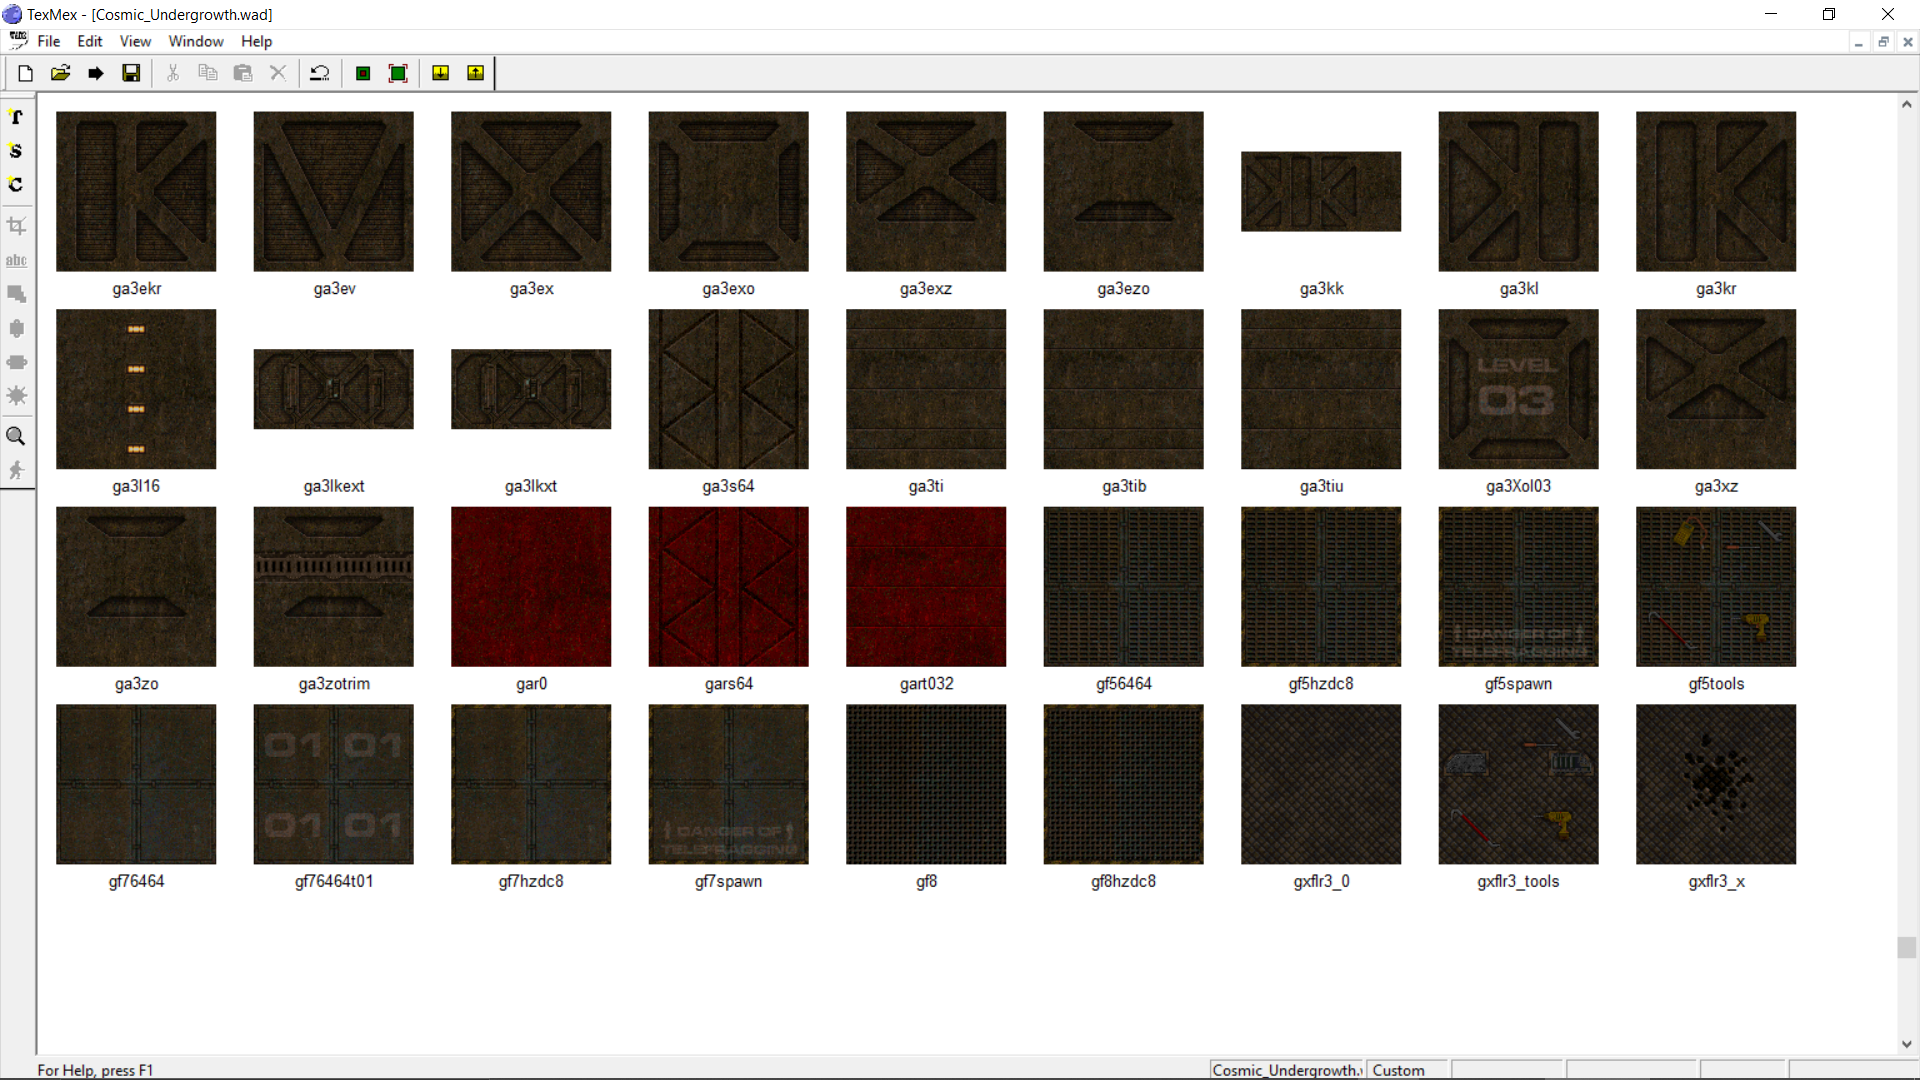 TexMex - [Cosmic_Undergrowth.wad]
File Edit View Window Help
T
S
C
abc
ga3ekr ga3ev ga3ex ga3exo ga3exz ga3ezo ga3kk ga3kl ga3kr
LEVEL
03
ga3l16 ga3lkext ga3lkxt ga3s64 ga3ti ga3tib ga3tiu ga3Xol03 ga3xz
DANGER OF
TELEFRAGGING
ga3zo ga3zotrim gar0 gars64 gart032 gf56464 gf5hzdc8 gf5spawn gf5tools
01 01
01 01
DANGER OF
TELEFRAGGING
gf76464 gf76464t01 gf7hzdc8 gf7spawn gf8 gf8hzdc8 gxflr3_0 gxflr3_tools gxflr3_x
For Help, press F1 Cosmic_Undergrowth. Custom